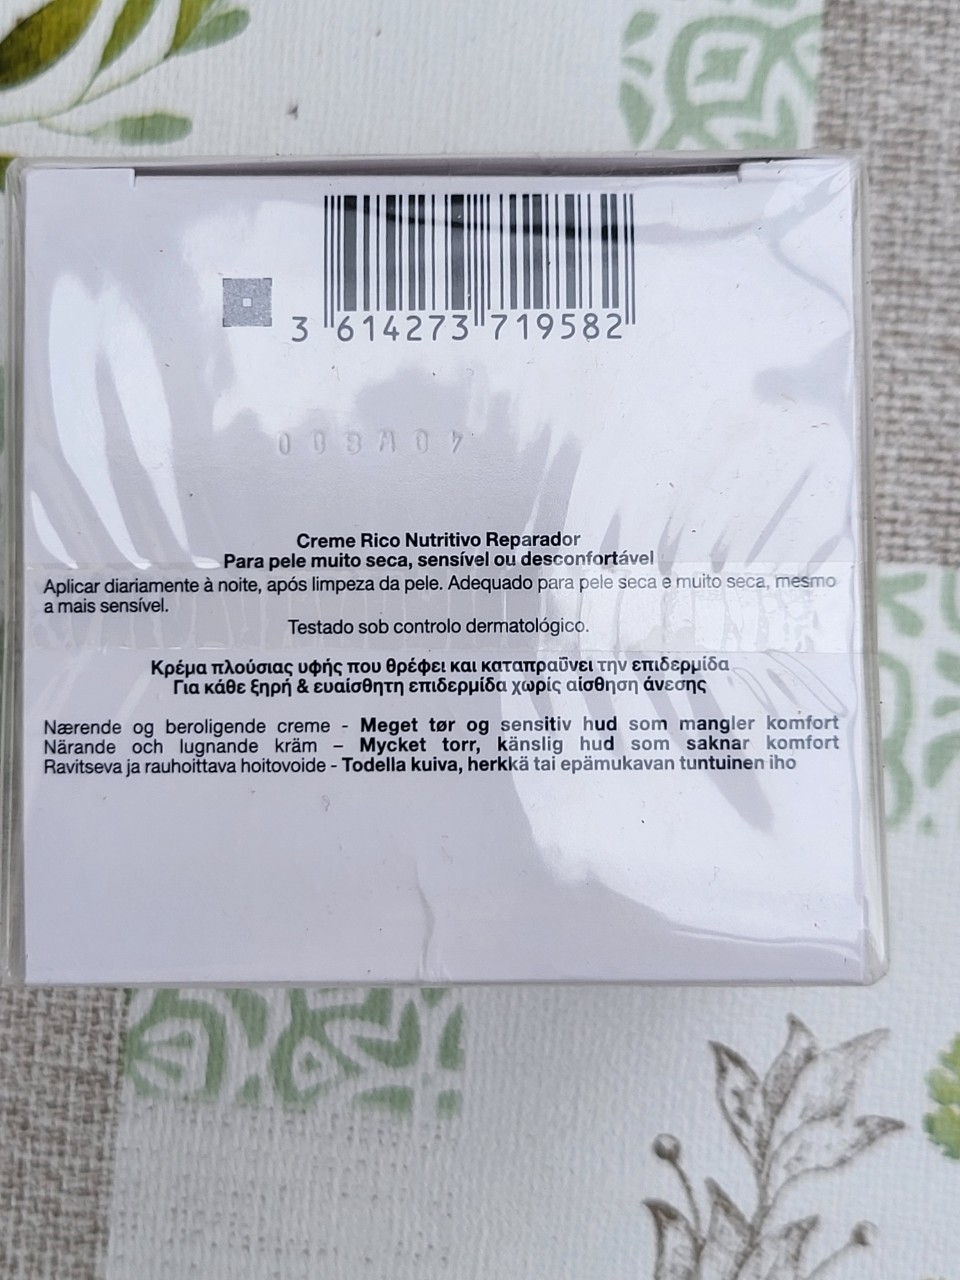 3 614273 719582
Creme Rico Nutritivo Reparador
Para pele muito seca, sensível ou desconfortável
Aplicar diariamente à noite, após limpeza da pele. Adequado para pele seca e muito seca, mesmo
a mais sensível.
Testado sob controlo dermatológico.
Κρέμα πλούσιας υφής που θρέφει και καταπραΰνει την επιδερμίδα
Για κάθε ξηρή & ευαίσθητη επιδερμίδα χωρίς αίσθηση άνεσης
Nærende og beroligende creme - Meget tør og sensitiv hud som mangler komfort
Närande och lugnande kräm – Mycket torr, känslig hud som saknar komfort
Ravitseva ja rauhoittava hoitovoide - Todella kuiva, herkkä tai epämukavan tuntuinen iho